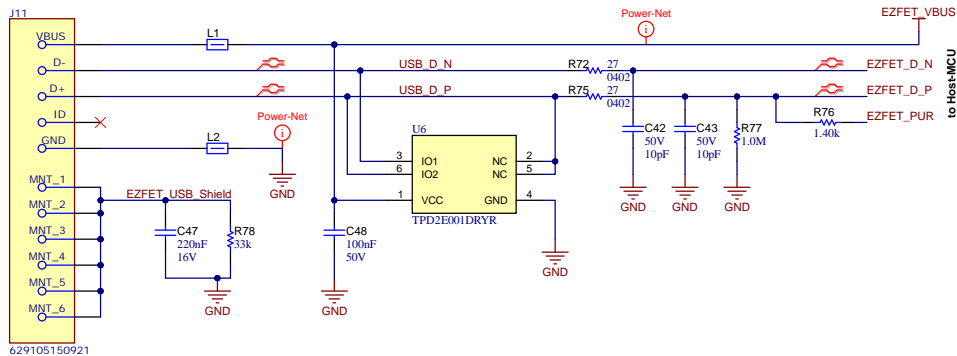 J11
VBUS
D-
D+
ID
GND
MNT_1
MNT_2
MNT_3
MNT_4
MNT_5
MNT_6
629105150921
L1
L2
Power-Net
i
GND
EZFET_USB_Shield
C47
220nF
16V
R78
33k
GND
C48
100nF
50V
GND
USB_D_N
USB_D_P
U6
3 IO1
6 IO2
1 VCC
NC 2
NC 5
GND 4
TPD2E001DRYR
GND
Power-Net
i
R72
27
0402
R75
27
0402
C42
50V
10pF
GND
C43
50V
10pF
GND
R77
1.0M
GND
R76
1.40k
EZFET_VBUS
EZFET_D_N
EZFET_D_P
EZFET_PUR
to Host-MCU